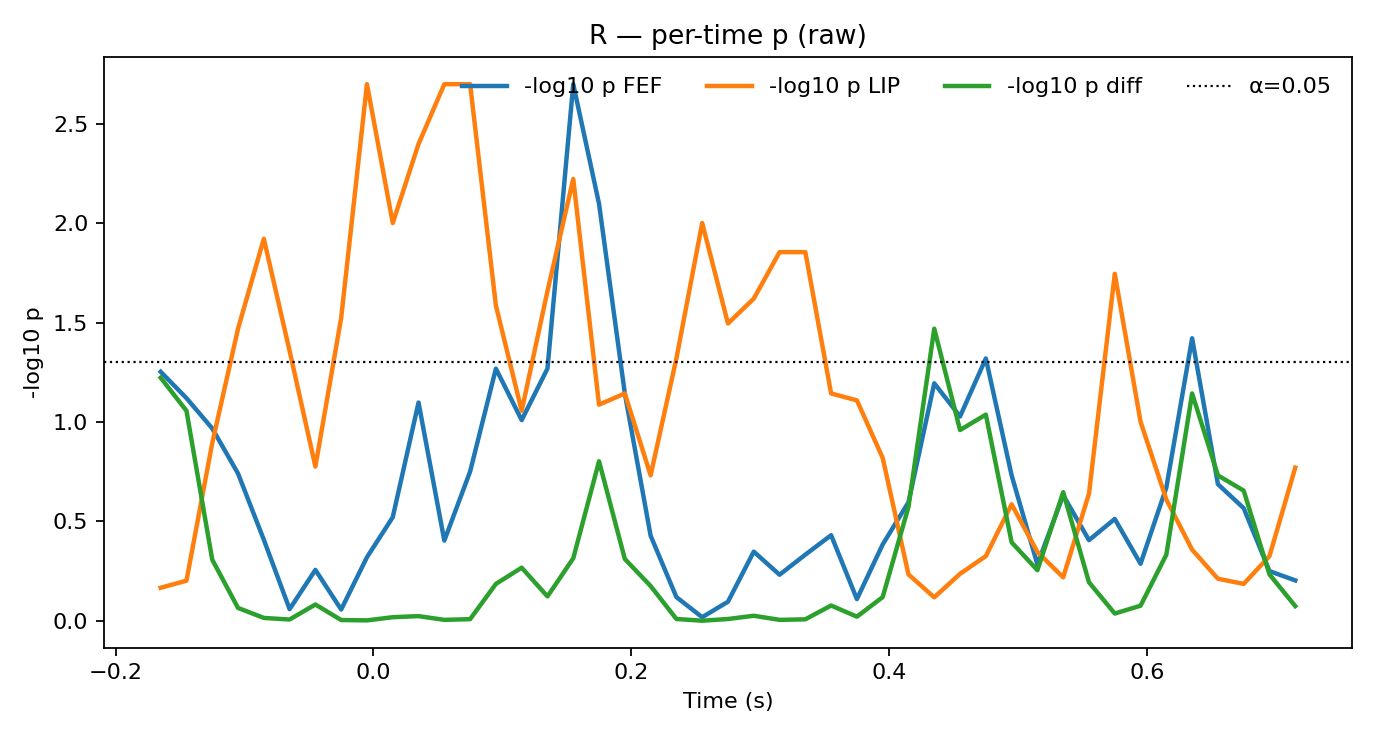 R — per-time p (raw)
-log10 p FEF -log10 p LIP -log10 p diff α=0.05
-log10 p
2.5
2.0
1.5
1.0
0.5
0.0
−0.2 0.0 0.2 0.4 0.6
Time (s)